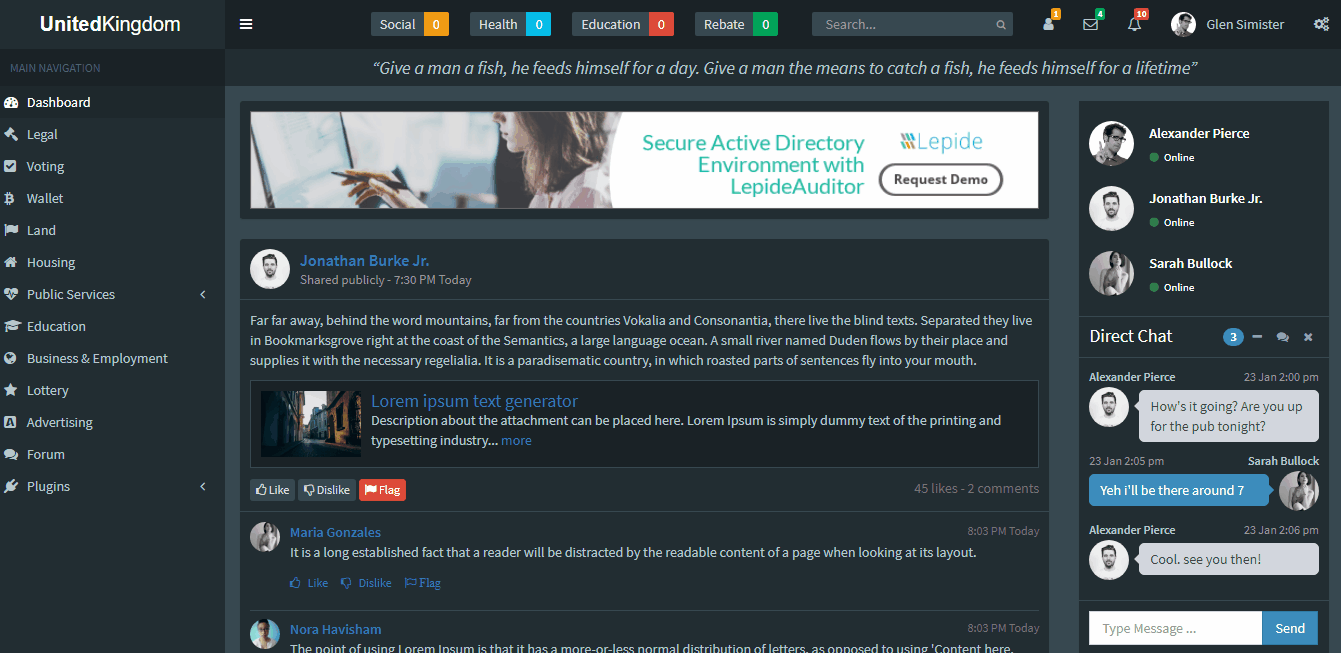 UnitedKingdom
Social 0
Health 0
Education 0
Rebate 0
Search...
1
4
10
Glen Simister
MAIN NAVIGATION
“Give a man a fish, he feeds himself for a day. Give a man the means to catch a fish, he feeds himself for a lifetime”
Dashboard
Legal
Voting
Wallet
Land
Housing
Public Services
Education
Business & Employment
Lottery
Advertising
Forum
Plugins
Secure Active Directory
Environment with
LepideAuditor
Lepide
Request Demo
Jonathan Burke Jr.
Shared publicly - 7:30 PM Today
Far far away, behind the word mountains, far from the countries Vokalia and Consonantia, there live the blind texts. Separated they live
in Bookmarksgrove right at the coast of the Semantics, a large language ocean. A small river named Duden flows by their place and
supplies it with the necessary regelialia. It is a paradisematic country, in which roasted parts of sentences fly into your mouth.
Lorem ipsum text generator
Description about the attachment can be placed here. Lorem Ipsum is simply dummy text of the printing and
typesetting industry... more
Like Dislike Flag
45 likes - 2 comments
Maria Gonzales
8:03 PM Today
It is a long established fact that a reader will be distracted by the readable content of a page when looking at its layout.
Like Dislike Flag
Nora Havisham
8:03 PM Today
The point of using Lorem Ipsum is that it has a more-or-less normal distribution of letters, as opposed to using 'Content here,
Alexander Pierce
Online
Jonathan Burke Jr.
Online
Sarah Bullock
Online
Direct Chat
3
Alexander Pierce 23 Jan 2:00 pm
How's it going? Are you up
for the pub tonight?
23 Jan 2:05 pm Sarah Bullock
Yeh i'll be there around 7
Alexander Pierce 23 Jan 2:06 pm
Cool. see you then!
Type Message ...
Send